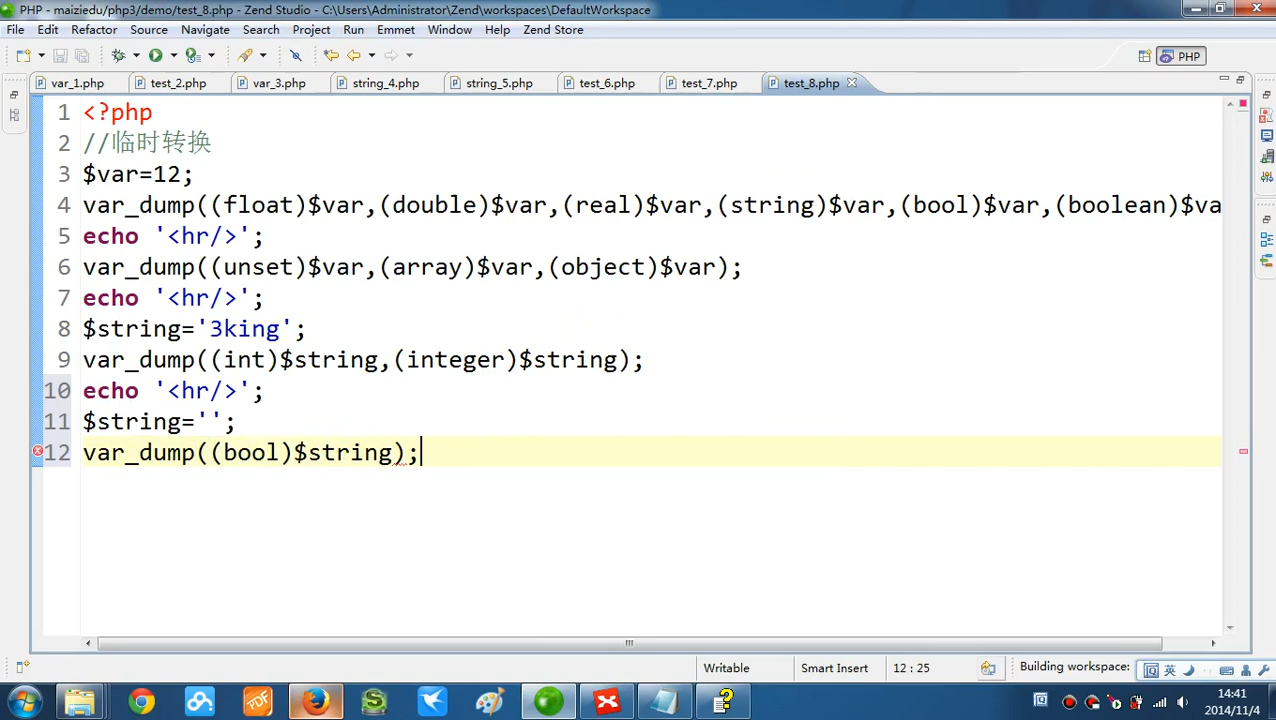 PHP - maiziedu/php3/demo/test_8.php - Zend Studio - C:\Users\Administrator\Zend\workspaces\DefaultWorkspace
File Edit Refactor Source Navigate Search Project Run Emmet Window Help Zend Store
PHP
var_1.php test_2.php var_3.php string_4.php string_5.php test_6.php test_7.php test_8.php
1 <?php
2 //临时转换
3 $var=12;
4 var_dump((float)$var,(double)$var,(real)$var,(string)$var,(bool)$var,(boolean)$va
5 echo '<hr/>';
6 var_dump((unset)$var,(array)$var,(object)$var);
7 echo '<hr/>';
8 $string='3king';
9 var_dump((int)$string,(integer)$string);
10 echo '<hr/>';
11 $string='';
12 var_dump((bool)$string);
Writable Smart Insert 12 : 25 Building workspace: 英
PDF S
14:41
2014/11/4